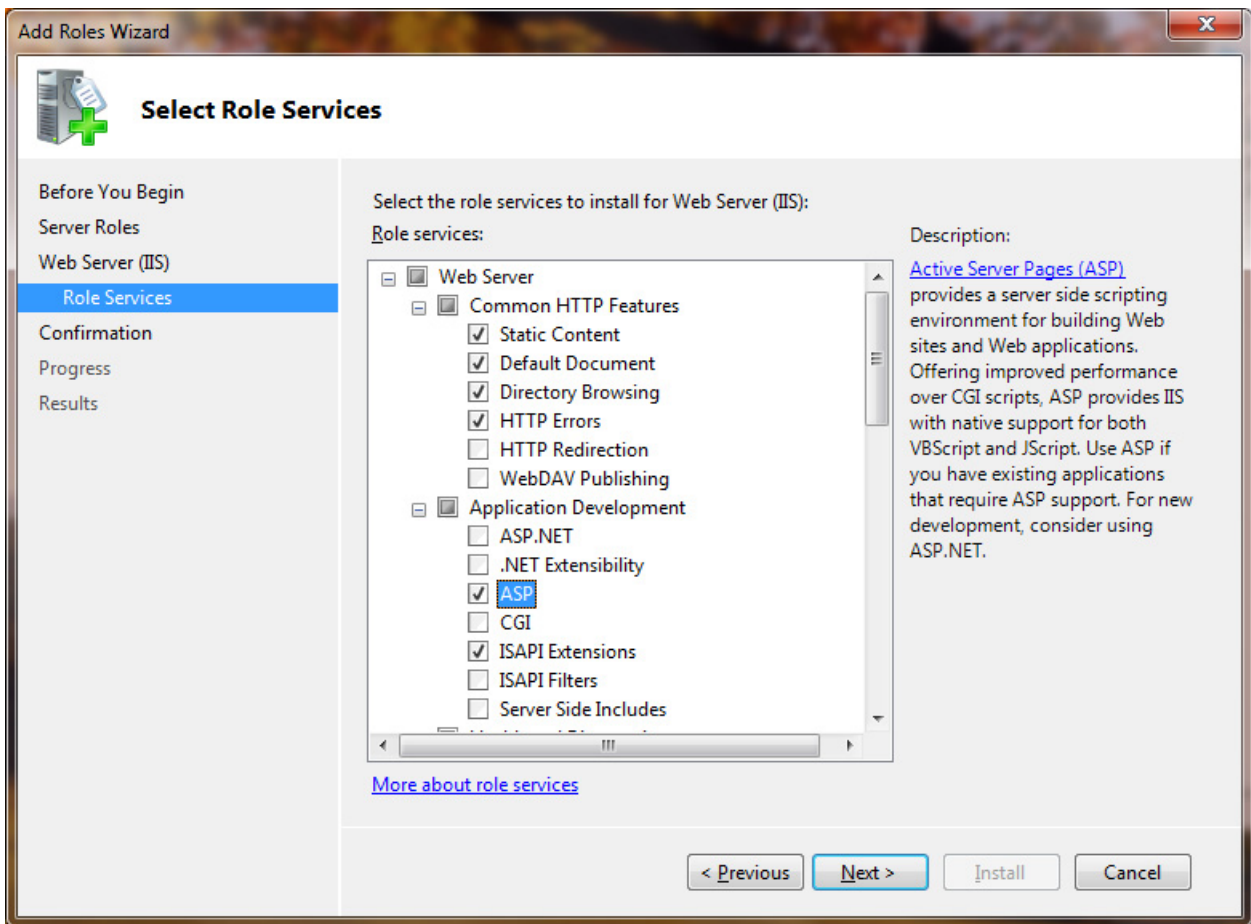 Add Roles Wizard
Select Role Services
Before You Begin
Server Roles
Web Server (IIS)
Role Services
Confirmation
Progress
Results
Select the role services to install for Web Server (IIS):
Role services:
Web Server
Common HTTP Features
Static Content
Default Document
Directory Browsing
HTTP Errors
HTTP Redirection
WebDAV Publishing
Application Development
ASP.NET
.NET Extensibility
ASP
CGI
ISAPI Extensions
ISAPI Filters
Server Side Includes
More about role services
Description:
Active Server Pages (ASP)
provides a server side scripting
environment for building Web
sites and Web applications.
Offering improved performance
over CGI scripts, ASP provides IIS
with native support for both
VBScript and JScript. Use ASP if
you have existing applications
that require ASP support. For new
development, consider using
ASP.NET.
< Previous
Next >
Install
Cancel